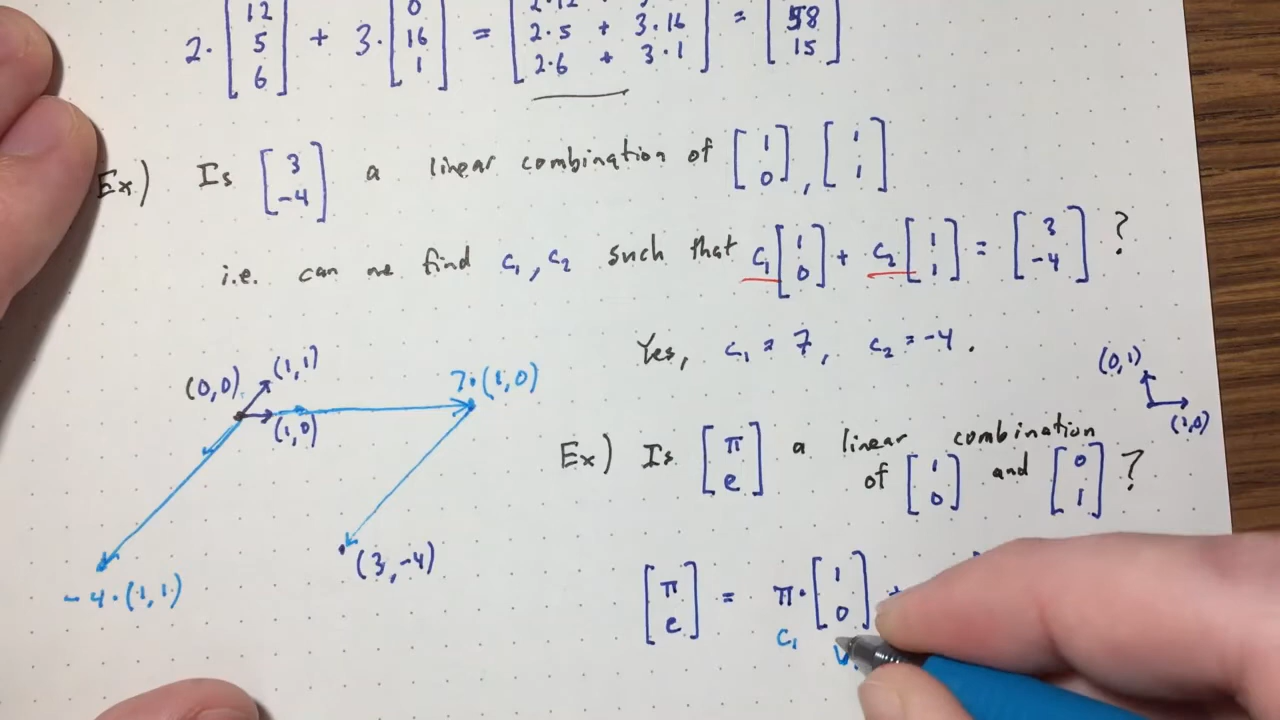 2· [12 5 6] + 3· [0 16 1] = [2·12 2·5 + 3·16 2·6 + 3·1] = [58 15]
Ex) Is [3 -4] a linear combination of [1 0], [1 1]
i.e. can we find c₁, c₂ such that c₁[1 0] + c₂[1 1] = [3 -4] ?
Yes, c₁ = 7, c₂ = -4.
(0,0)
(1,1)
(1,0)
7·(1,0)
-4·(1,1)
(3,-4)
(0,1)
(1,0)
Ex) Is [π e] a linear combination
of [1 0] and [0 1] ?
[π e] = π· [1 0] +
c₁